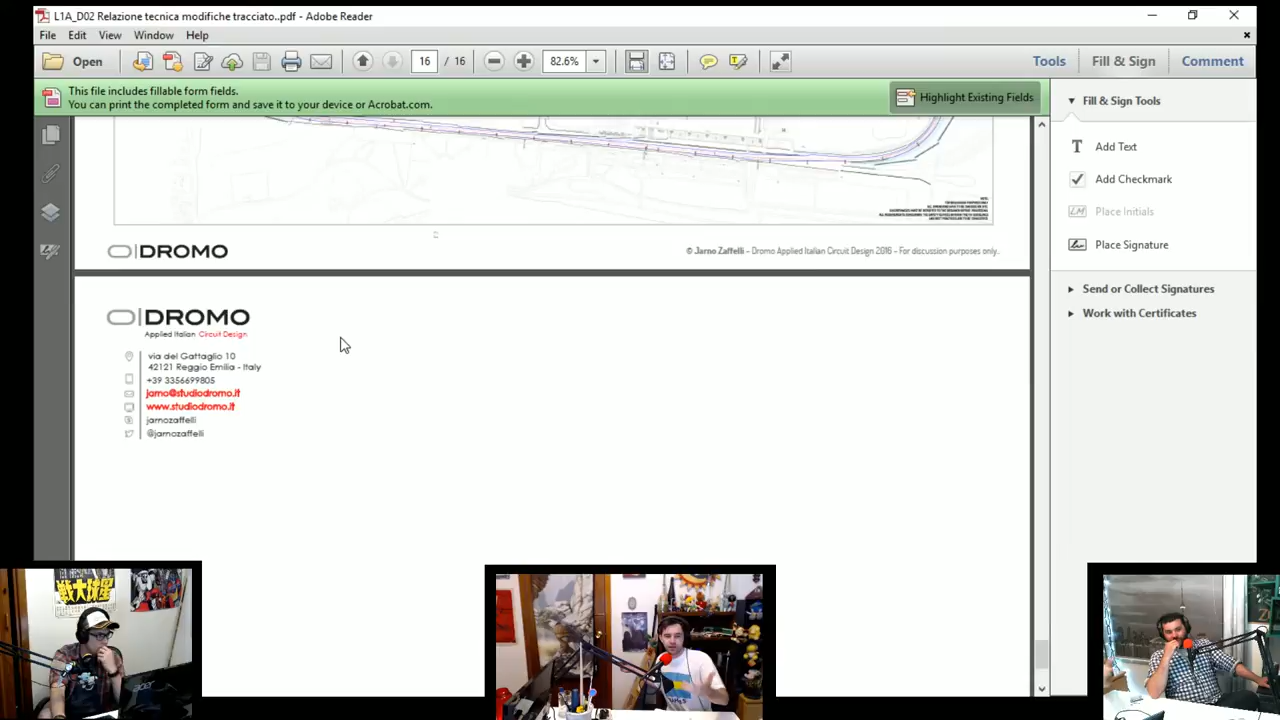 L1A_D02 Relazione tecnica modifiche tracciato..pdf - Adobe Reader
File Edit View Window Help
Open 16 / 16 82.6% Tools Fill & Sign Comment
This file includes fillable form fields.
You can print the completed form and save it to your device or Acrobat.com.
Highlight Existing Fields
Fill & Sign Tools
T Add Text
Add Checkmark
LM Place Initials
Place Signature
Send or Collect Signatures
Work with Certificates
DROMO
© Jarno Zaffelli – Dromo Applied Italian Circuit Design 2016 – For discussion purposes only..
DROMO
Applied Italian Circuit Design
via del Gattaglio 10
42121 Reggio Emilia - Italy
+39 3356699805
jarno@studiodromo.it
www.studiodromo.it
jarnozaffelli
@jarnozaffelli